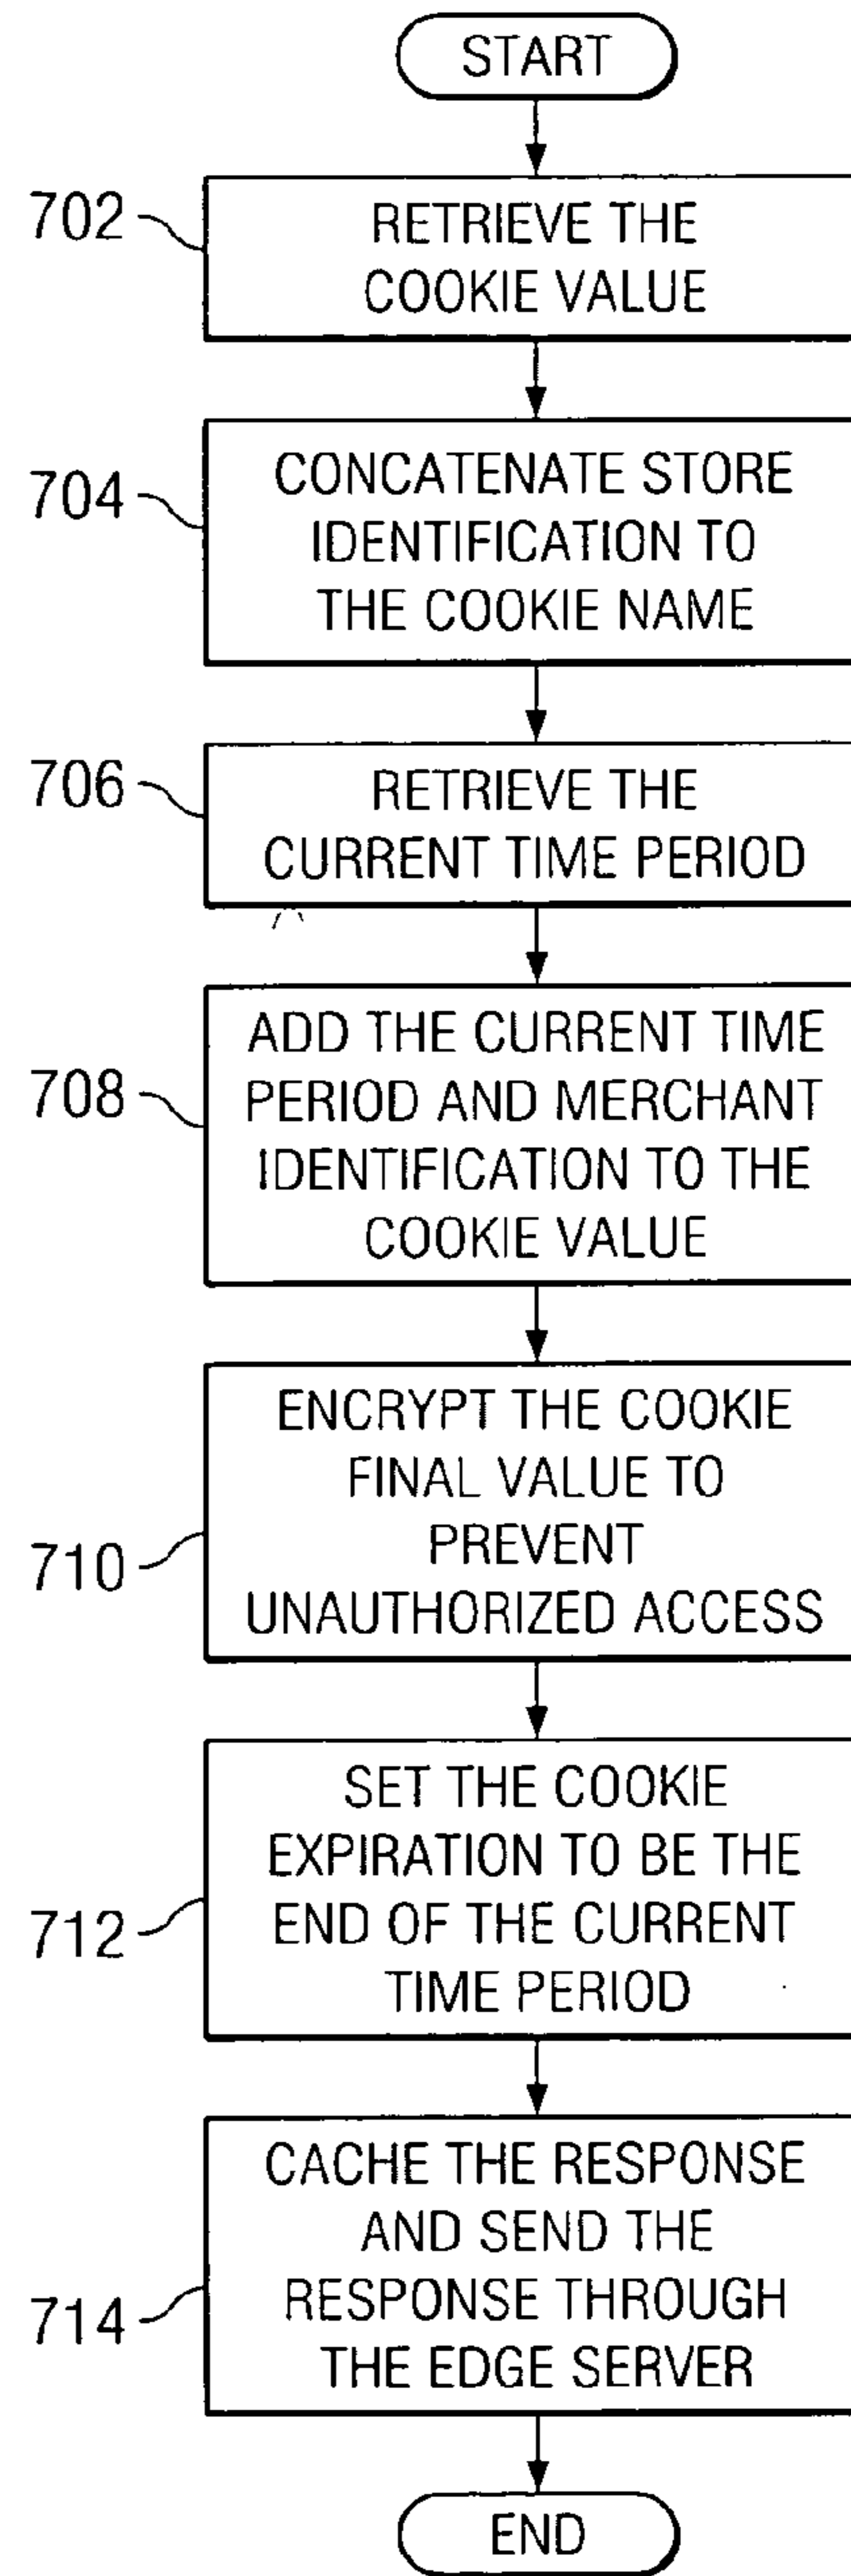 START
702
RETRIEVE THE
COOKIE VALUE
704
CONCATENATE STORE
IDENTIFICATION TO
THE COOKIE NAME
706
RETRIEVE THE
CURRENT TIME PERIOD
708
ADD THE CURRENT TIME
PERIOD AND MERCHANT
IDENTIFICATION TO THE
COOKIE VALUE
710
ENCRYPT THE COOKIE
FINAL VALUE TO
PREVENT
UNAUTHORIZED ACCESS
712
SET THE COOKIE
EXPIRATION TO BE THE
END OF THE CURRENT
TIME PERIOD
714
CACHE THE RESPONSE
AND SEND THE
RESPONSE THROUGH
THE EDGE SERVER
END